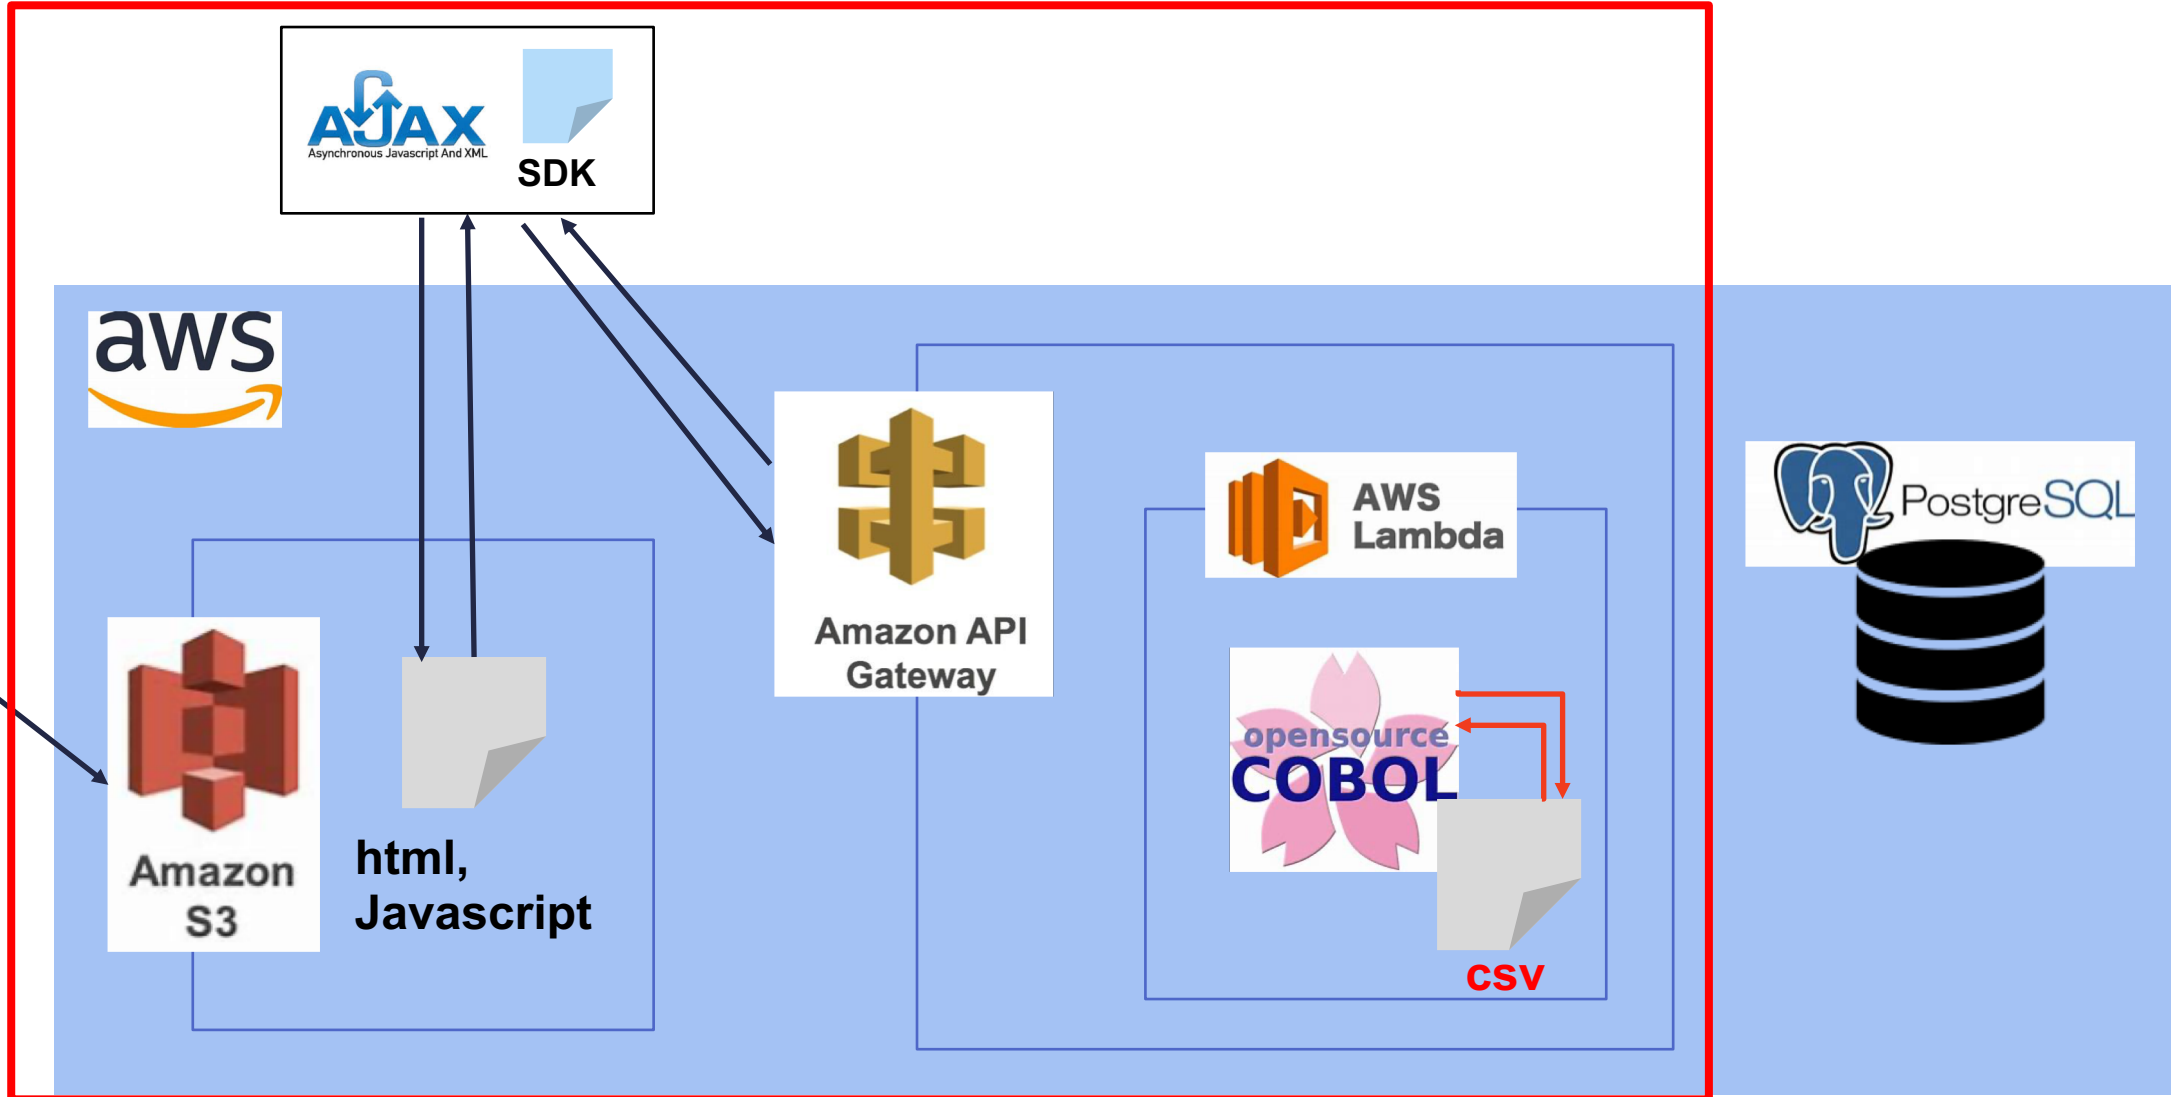 AJAX
Asynchronous Javascript And XML
SDK
aws
Amazon API
Gateway
AWS
Lambda
PostgreSQL
opensource
COBOL
Amazon
S3
html,
Javascript
csv